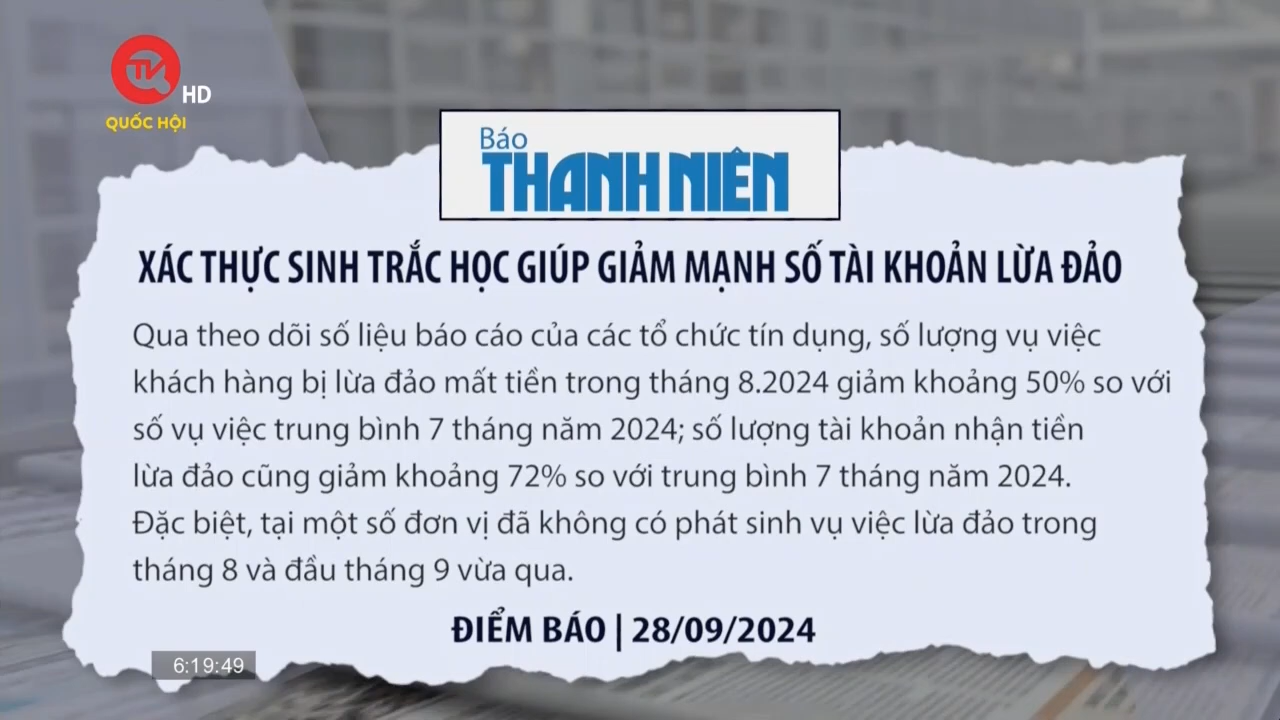 TV HD
QUỐC HỘI
Báo
THANH NIÊN
XÁC THỰC SINH TRẮC HỌC GIÚP GIẢM MẠNH SỐ TÀI KHOẢN LỪA ĐẢO
Qua theo dõi số liệu báo cáo của các tổ chức tín dụng, số lượng vụ việc
khách hàng bị lừa đảo mất tiền trong tháng 8.2024 giảm khoảng 50% so với
số vụ việc trung bình 7 tháng năm 2024; số lượng tài khoản nhận tiền
lừa đảo cũng giảm khoảng 72% so với trung bình 7 tháng năm 2024.
Đặc biệt, tại một số đơn vị đã không có phát sinh vụ việc lừa đảo trong
tháng 8 và đầu tháng 9 vừa qua.
ĐIỂM BÁO | 28/09/2024
6:19:49